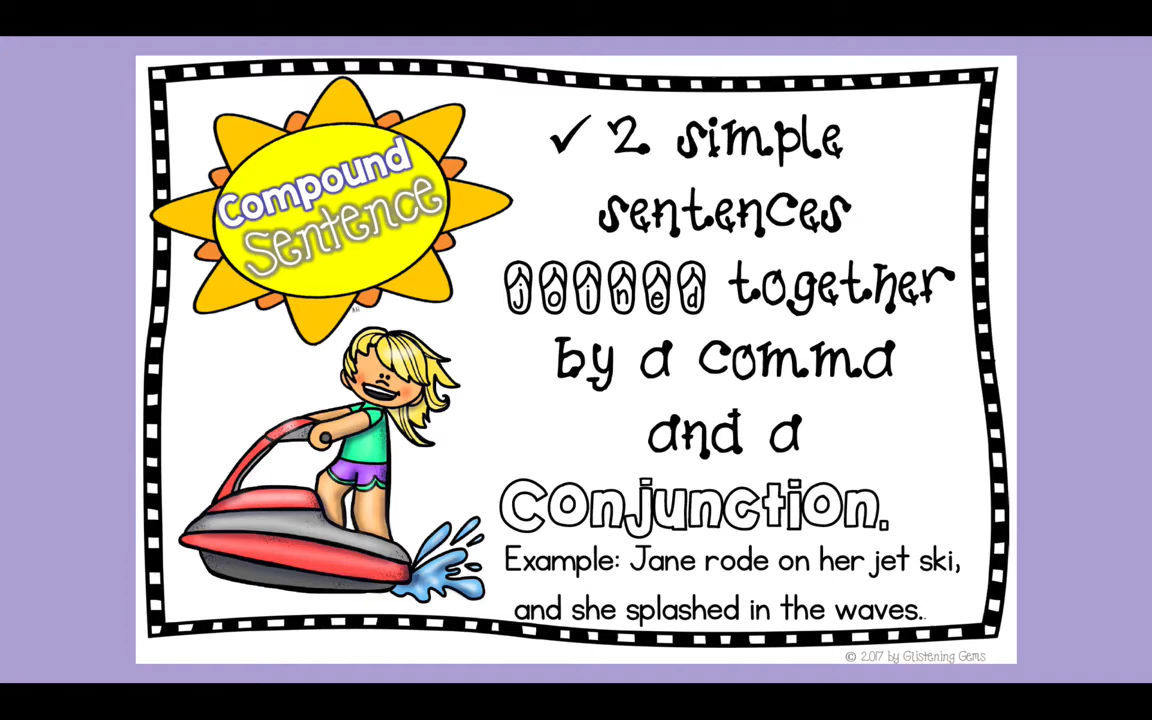 Compound
Sentence
✓ 2 simple
sentences
joined together
by a comma
and a
Conjunction.
Example: Jane rode on her jet ski,
and she splashed in the waves..
© 2017 by Glistening Gems